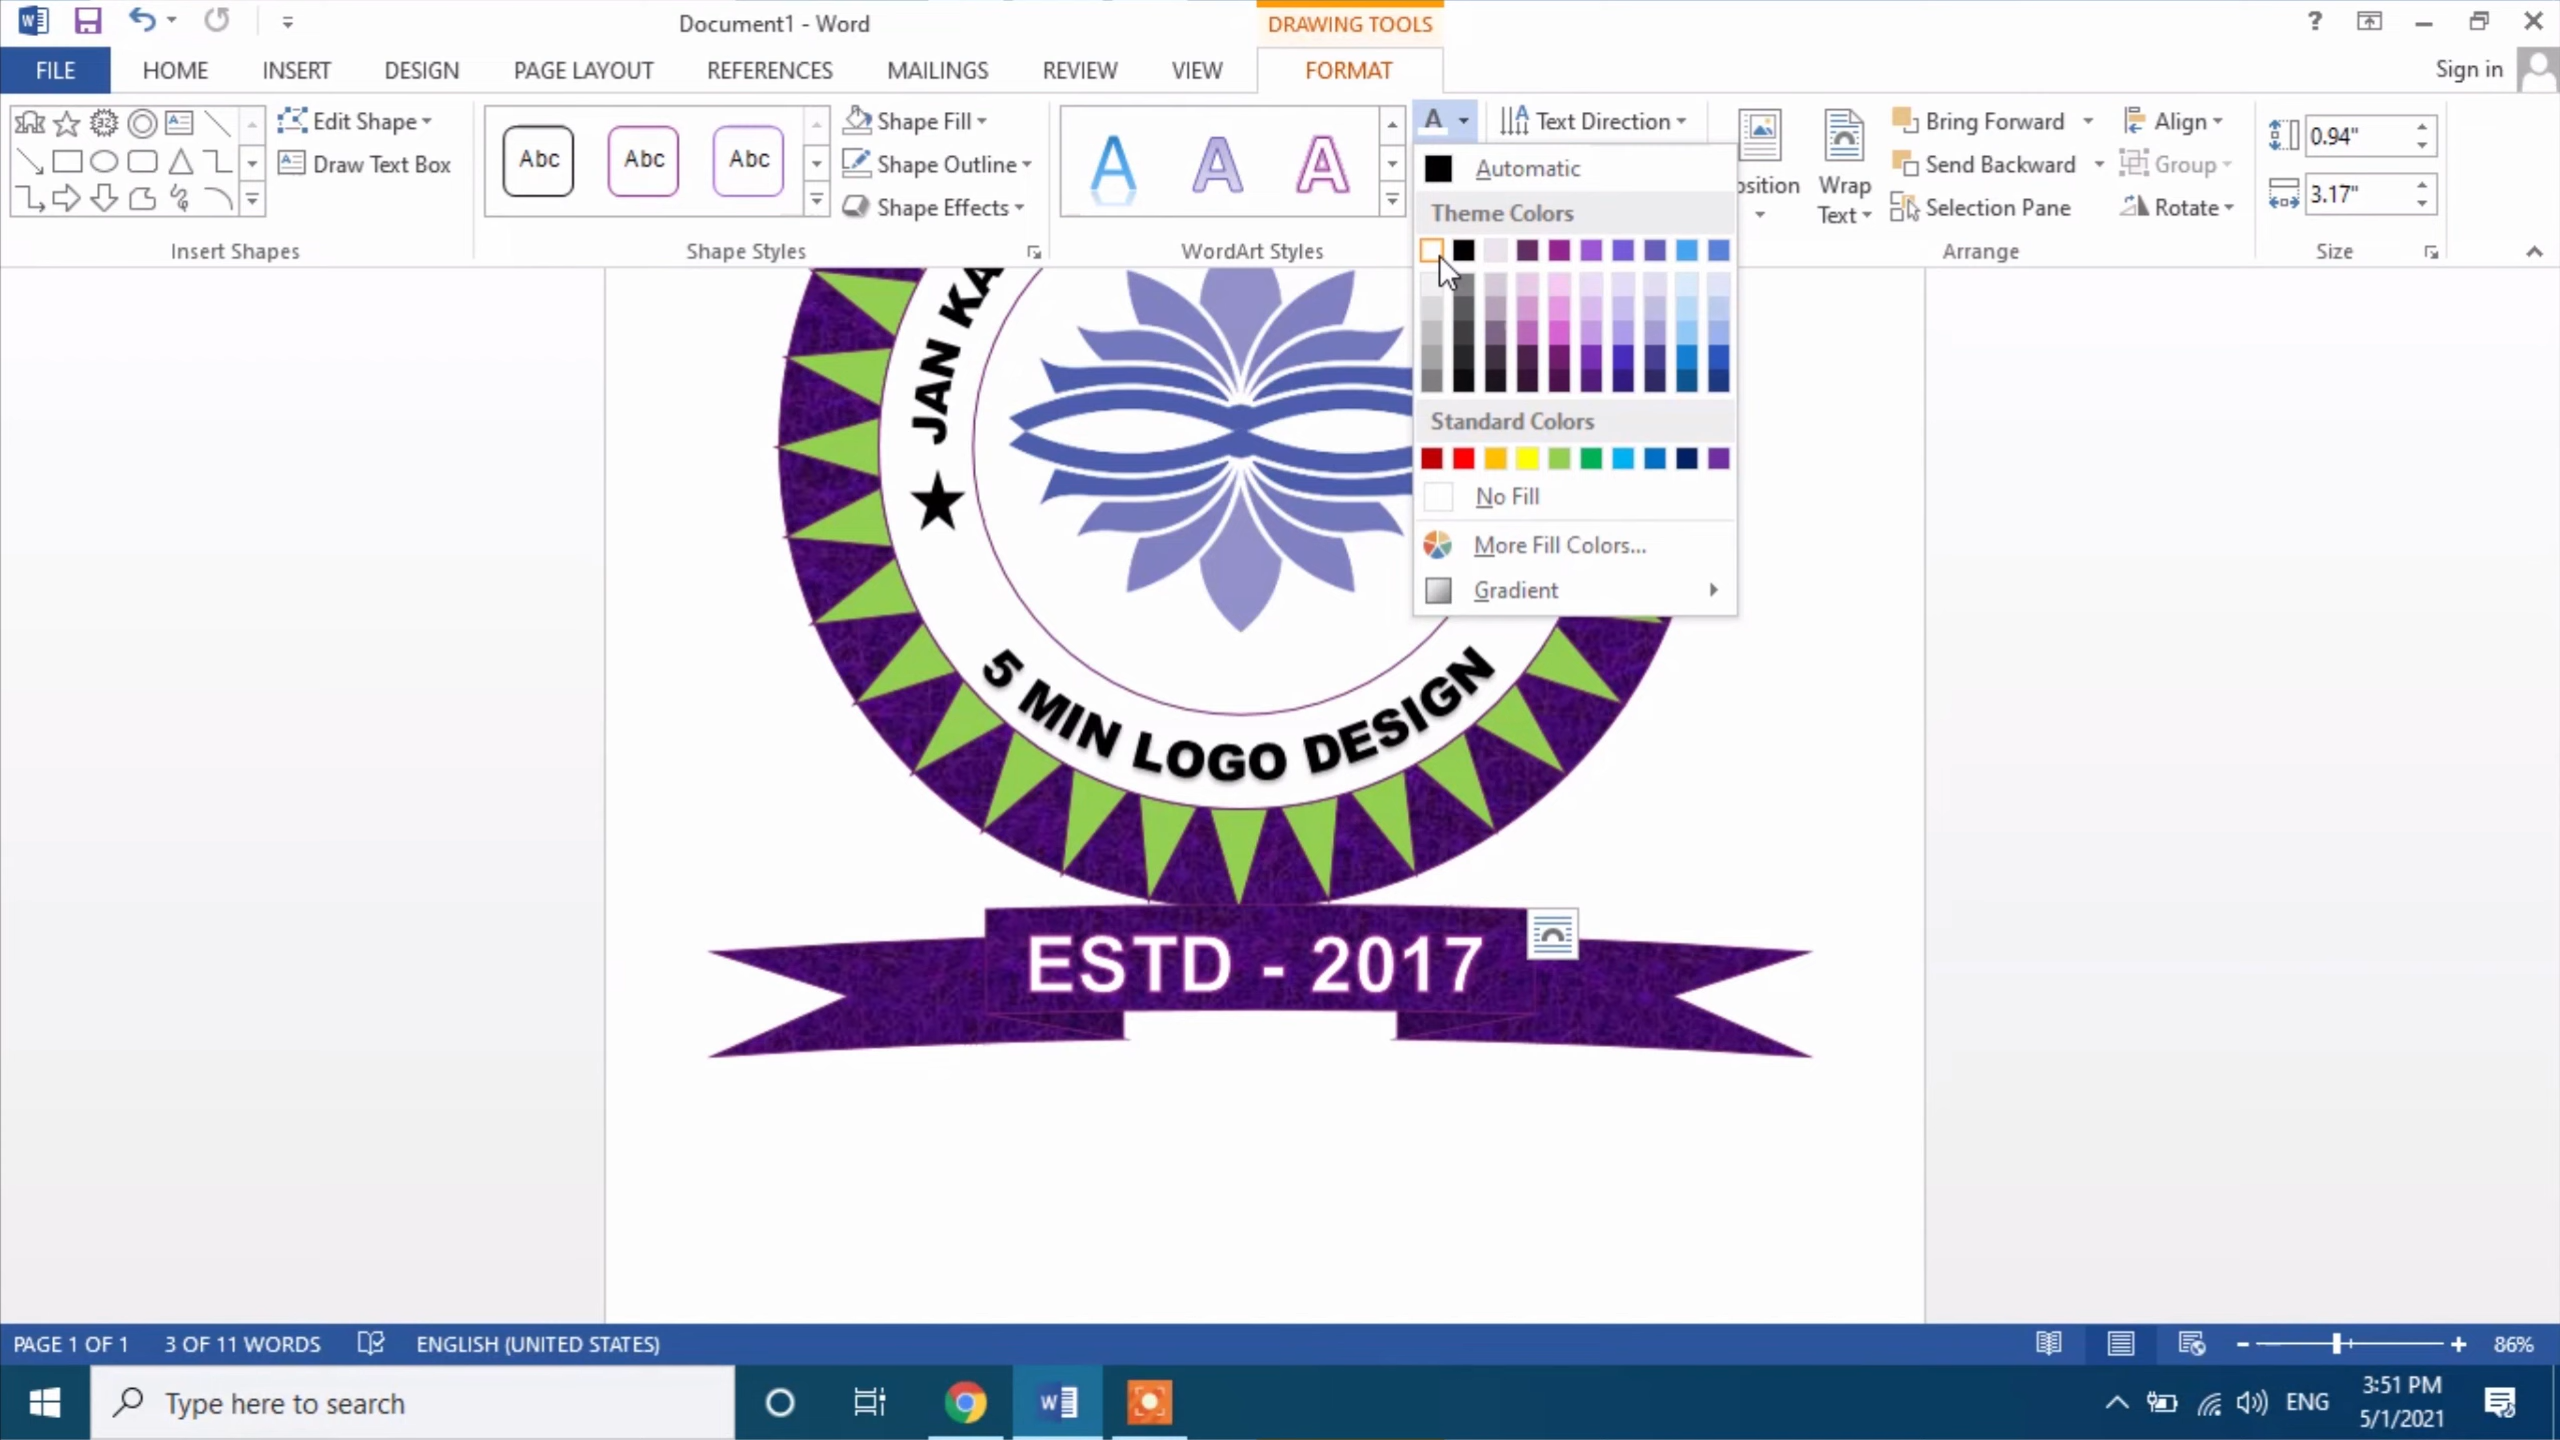 Document1 - Word
DRAWING TOOLS
?
FILE
HOME
INSERT
DESIGN
PAGE LAYOUT
REFERENCES
MAILINGS
REVIEW
VIEW
FORMAT
Sign in
Edit Shape
Draw Text Box
Insert Shapes
Abc Abc Abc
Shape Fill
Shape Outline
Shape Effects
Shape Styles
A A A
WordArt Styles
A
Text Direction
Automatic
Theme Colors
Standard Colors
No Fill
More Fill Colors...
Gradient
osition
Wrap
Text
Bring Forward
Send Backward
Selection Pane
Align
Group
Rotate
Arrange
0.94"
3.17"
Size
JAN KA
5 MIN LOGO DESIGN
ESTD - 2017
PAGE 1 OF 1
3 OF 11 WORDS
ENGLISH (UNITED STATES)
86%
Type here to search
ENG
3:51 PM
5/1/2021